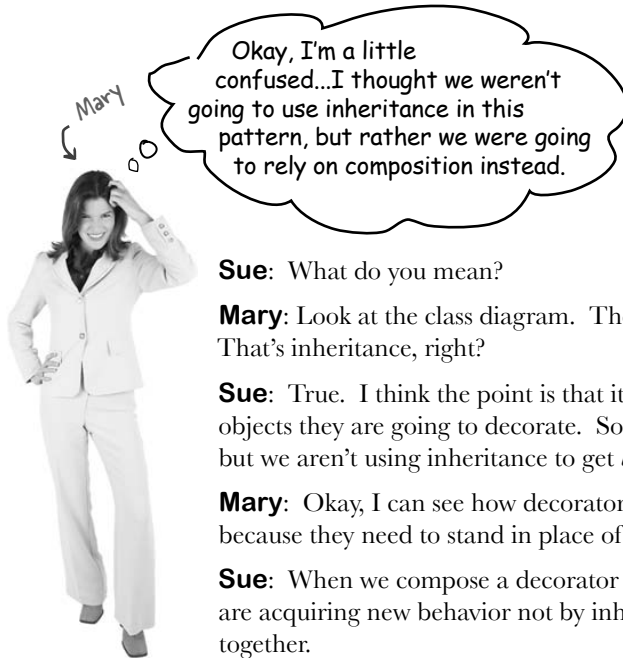 Okay, I'm a little
confused...I thought we weren't
going to use inheritance in this
pattern, but rather we were going
to rely on composition instead.
Mary
Sue: What do you mean?
Mary: Look at the class diagram. The
That's inheritance, right?
Sue: True. I think the point is that it
objects they are going to decorate. So
but we aren't using inheritance to get
Mary: Okay, I can see how decorator
because they need to stand in place of
Sue: When we compose a decorator
are acquiring new behavior not by inh
together.